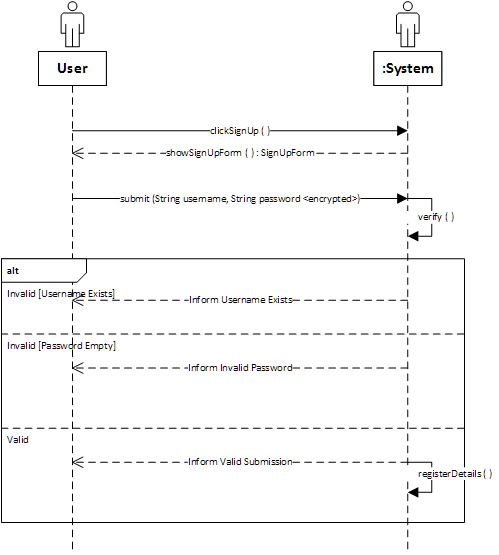 User
:System
clickSignUp ( )
showSignUpForm ( ) : SignUpForm
submit (String username, String password <encrypted>)
verify ( )
alt
Invalid [Username Exists]
Inform Username Exists
Invalid [Password Empty]
Inform Invalid Password
Valid
Inform Valid Submission
registerDetails ( )